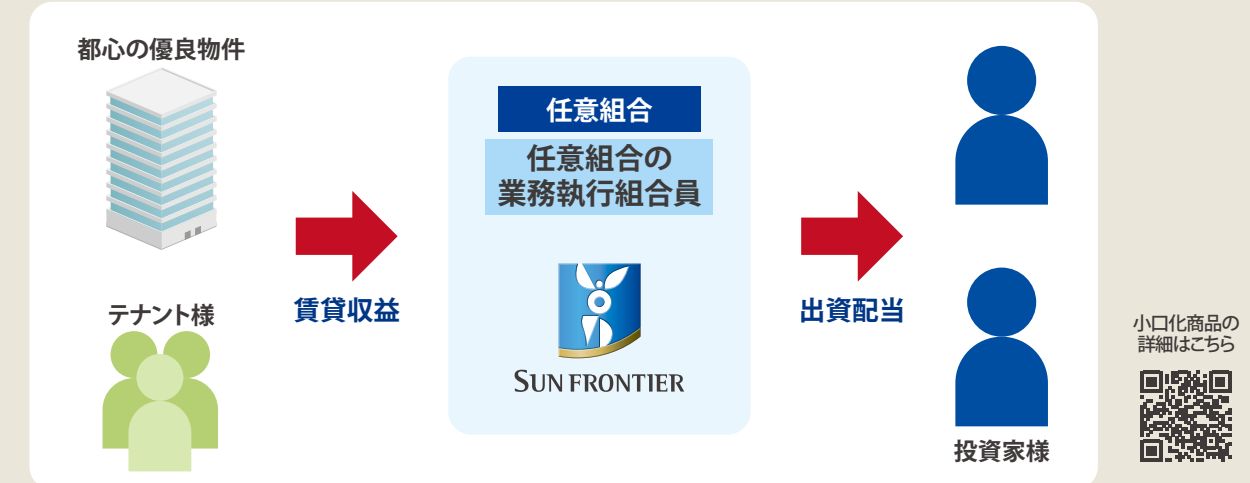 都心の優良物件
テナント様
賃貸収益
任意組合
任意組合の
業務執行組合員
SUN FRONTIER
出資配当
投資家様
小口化商品の
詳細はこちら